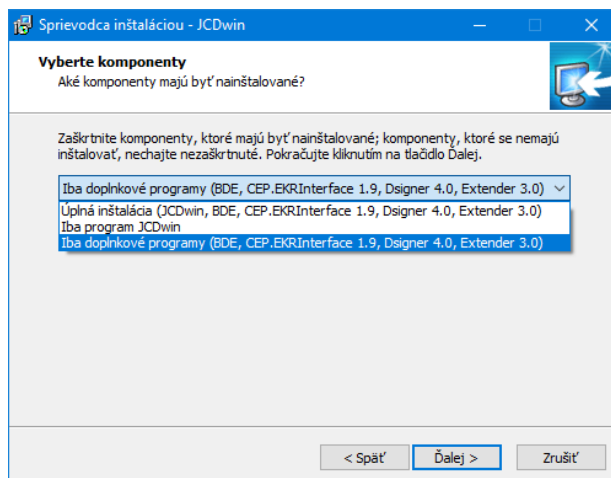 Sprievodca inštaláciou - JCDwin
Vyberte komponenty
Aké komponenty majú byť nainštalované?
Zaškrtnite komponenty, ktoré majú byť nainštalované; komponenty, ktoré se nemajú
inštalovať, nechajte nezaškrtnuté. Pokračujte kliknutím na tlačidlo Ďalej.
Iba doplnkové programy (BDE, CEP.EKRInterface 1.9, Dsigner 4.0, Extender 3.0)
Úplná inštalácia (JCDwin, BDE, CEP.EKRInterface 1.9, Dsigner 4.0, Extender 3.0)
Iba program JCDwin
Iba doplnkové programy (BDE, CEP.EKRInterface 1.9, Dsigner 4.0, Extender 3.0)
< Späť Ďalej > Zrušiť